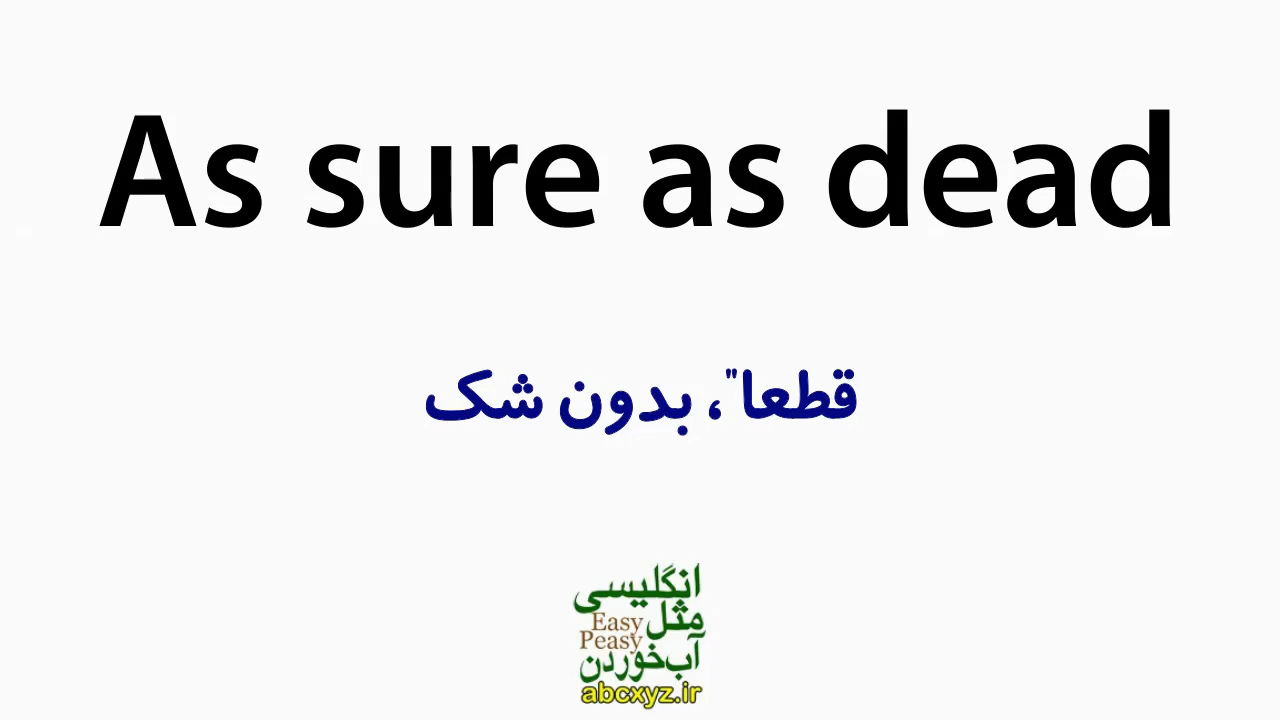 As sure as dead
قطعا"، بدون شک
انگلیسی
مثل
Easy
Peasy
آب‌خوردن
abcxyz.ir